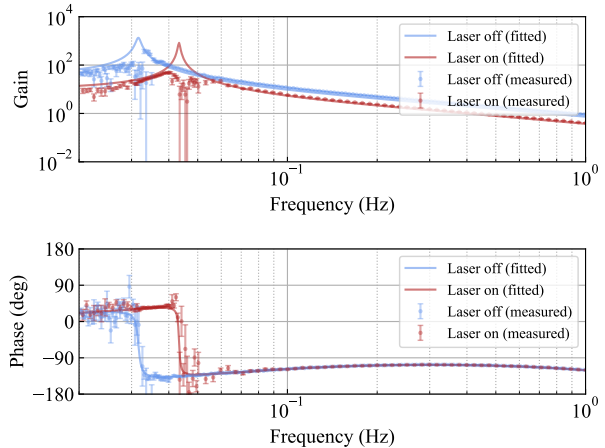 10^4
10^2
10^0
10^{-2}
Gain
Laser off (fitted)
Laser on (fitted)
Laser off (measured)
Laser on (measured)
10^{-1}
10^0
Frequency (Hz)
180
90
0
−90
−180
Phase (deg)
Laser off (fitted)
Laser on (fitted)
Laser off (measured)
Laser on (measured)
10^{-1}
10^0
Frequency (Hz)